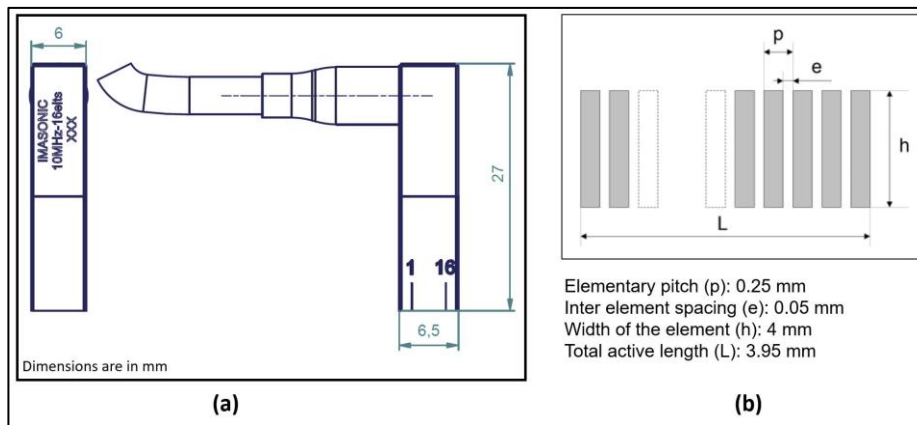 6
IMASONIC
10MHz-16elts
XXX
27
1 16
6,5
Dimensions are in mm
(a)
p
e
h
L
Elementary pitch (p): 0.25 mm
Inter element spacing (e): 0.05 mm
Width of the element (h): 4 mm
Total active length (L): 3.95 mm
(b)